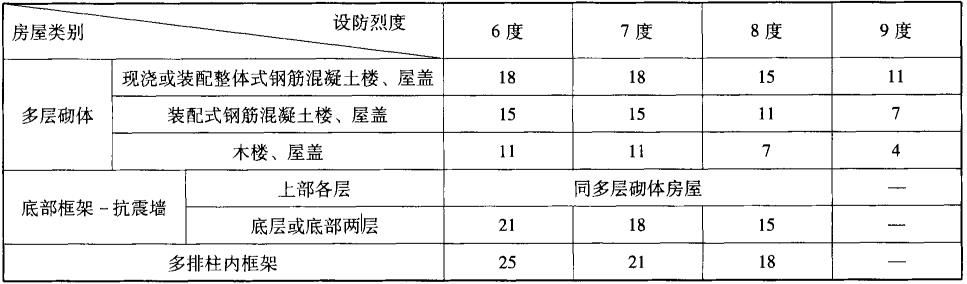 设防烈度
房屋类别 6度 7度 8度 9度
多层砌体 现浇或装配整体式钢筋混凝土楼、屋盖 18 18 15 11
装配式钢筋混凝土楼、屋盖 15 15 11 7
木楼、屋盖 11 11 7 4
底部框架-抗震墙 上部各层 同多层砌体房屋 —
底层或底部两层 21 18 15 —
多排柱内框架 25 21 18 —